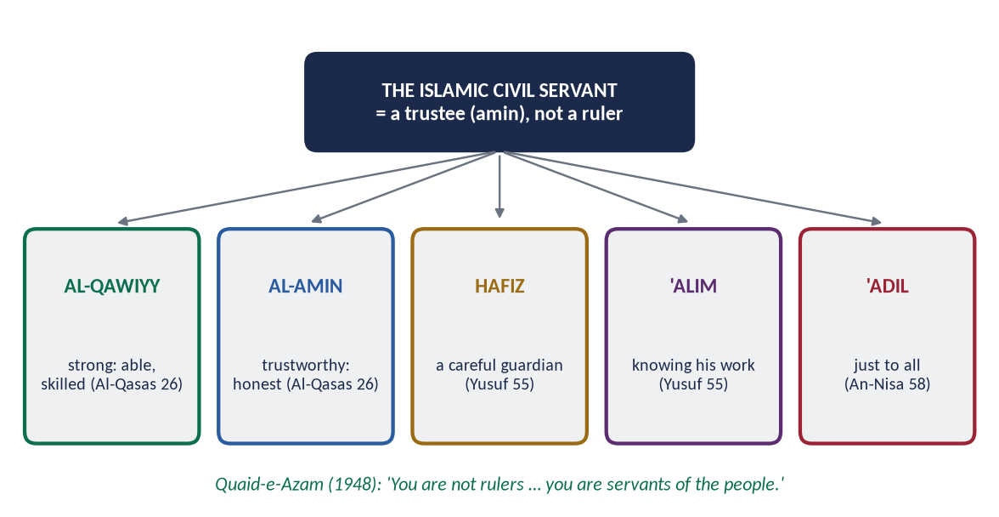 THE ISLAMIC CIVIL SERVANT
= a trustee (amin), not a ruler
AL-QAWIYY
strong: able,
skilled (Al-Qasas 26)
AL-AMIN
trustworthy:
honest (Al-Qasas 26)
HAFIZ
a careful guardian
(Yusuf 55)
'ALIM
knowing his work
(Yusuf 55)
'ADIL
just to all
(An-Nisa 58)
Quaid-e-Azam (1948): 'You are not rulers ... you are servants of the people.'